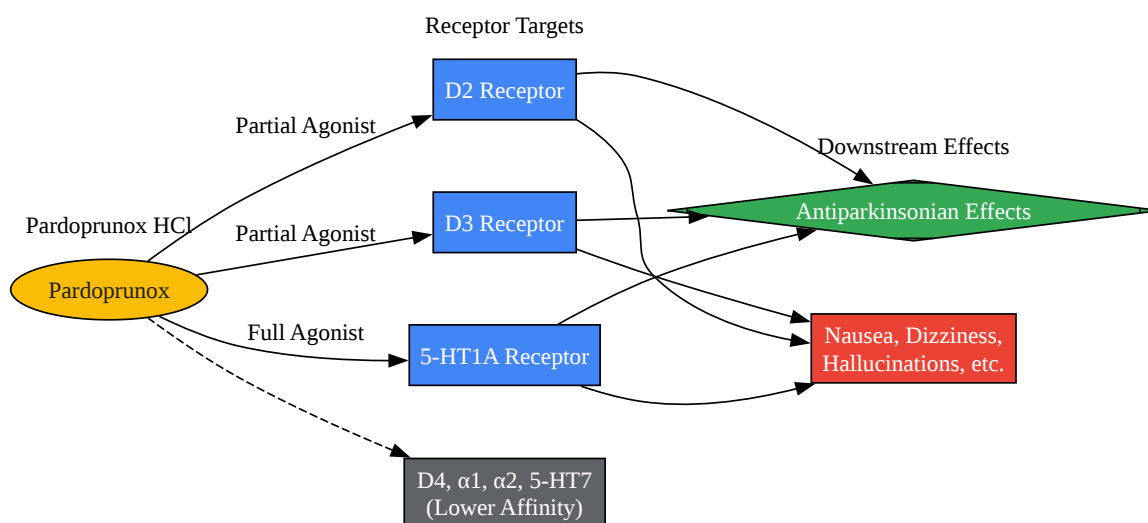 Receptor Targets
D2 Receptor
Partial Agonist
Downstream Effects
Antiparkinsonian Effects
D3 Receptor
Pardoprunox HCl
Partial Agonist
Pardoprunox
Full Agonist
5-HT1A Receptor
Nausea, Dizziness,
Hallucinations, etc.
D4, α1, α2, 5-HT7
(Lower Affinity)